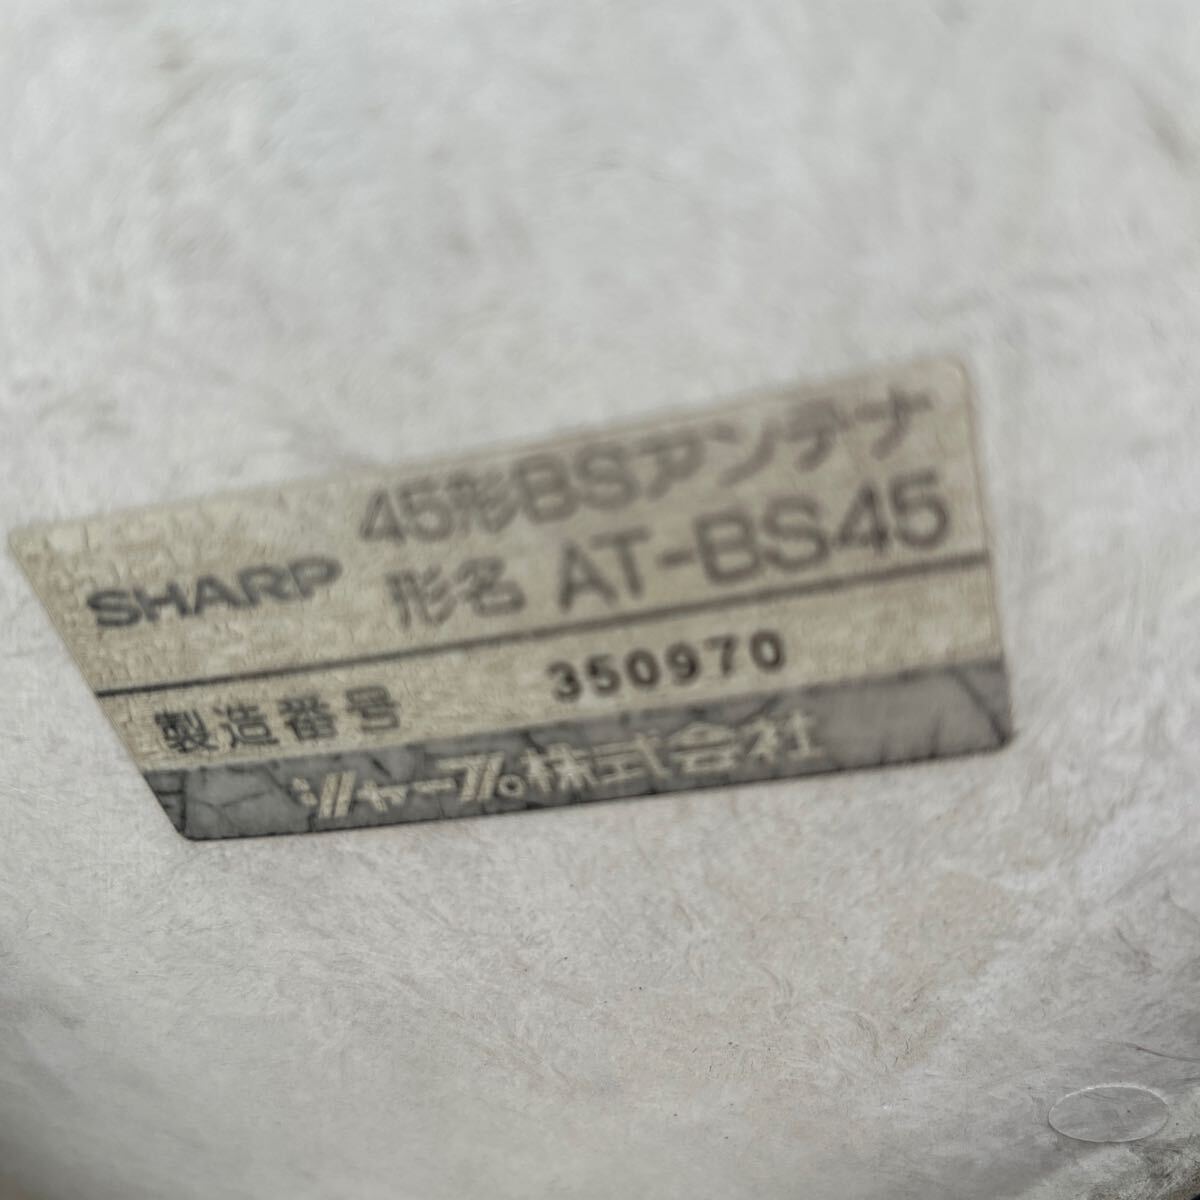 SHARP
45形BSアンテナ
形名 AT-BS45
製造番号 350970
シャープ株式会社